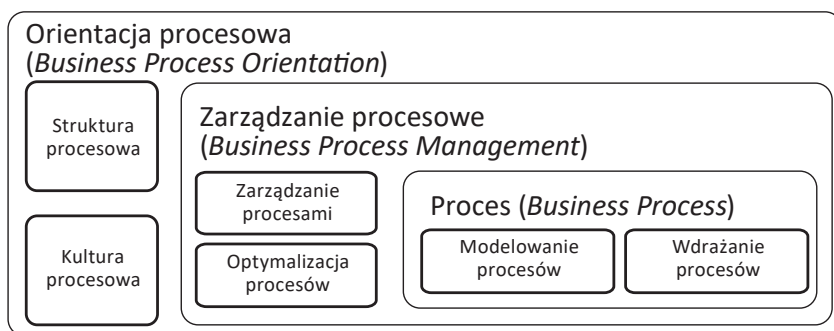 Orientacja procesowa
(Business Process Orientation)
Struktura
procesowa
Kultura
procesowa
Zarządzanie procesowe
(Business Process Management)
Zarządzanie
procesami
Optymalizacja
procesów
Proces (Business Process)
Modelowanie
procesów
Wdrażanie
procesów